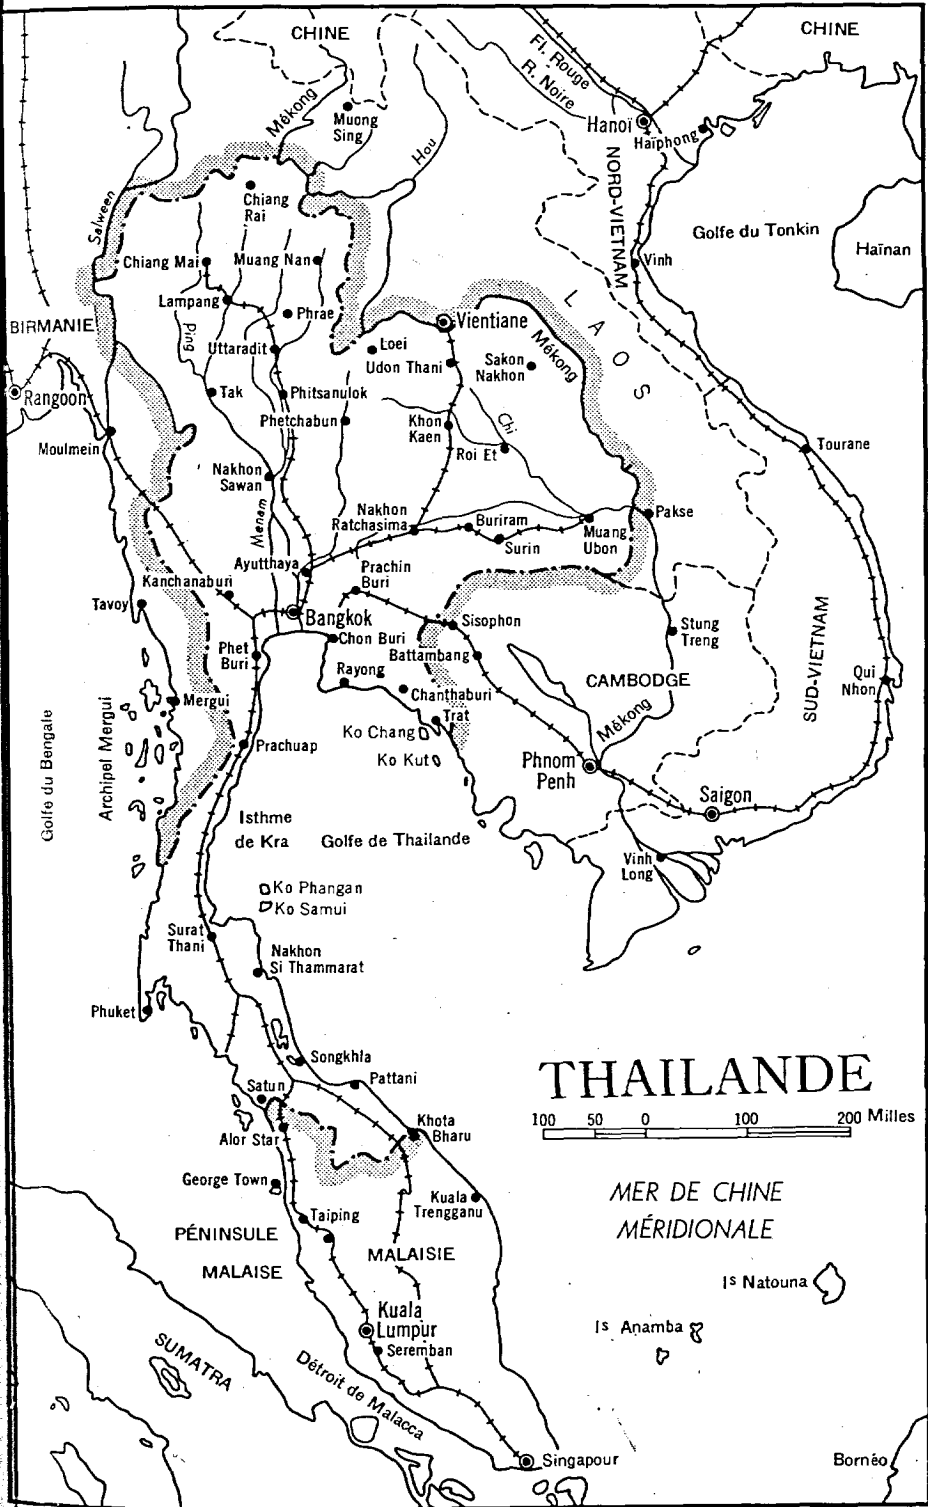 CHINE
CHINE
Fl. Rouge
R. Noire
Mékong
Muong
Sing
Hou
Hanoï
Haïphong
NORD-VIETNAM
Salween
Chiang
Rai
Golfe du Tonkin
Haïnan
Chiang Mai
Muang Nan
Vinh
Lampang
Phrae
LAOS
BIRMANIE
Ping
Vientiane
Mékong
Uttaradit
Loei
Udon Thani
Sakon
Nakhon
Rangoon
Tak
Phitsanulok
Phetchabun
Khon
Kaen
Chi
Roi Et
Moulmein
Tourane
Nakhon
Sawan
Menam
Nakhon
Ratchasima
Buriram
Surin
Muang
Ubon
Pakse
Ayutthaya
Kanchanaburi
Prachin
Buri
Tavoy
Bangkok
Sisophon
Chon Buri
Stung
Treng
Phet
Buri
Battambang
Rayong
SUD-VIETNAM
Qui
Nhon
CAMBODGE
Chanthaburi
Mergui
Trat
Mékong
Golfe du Bengale
Archipel Mergui
Ko Chang
Prachuap
Ko Kut
Phnom
Penh
Saigon
Isthme
de Kra
Golfe de Thailande
Vinh
Long
Ko Phangan
Ko Samui
Surat
Thani
Nakhon
Si Thammarat
Phuket
Songkhla
THAILANDE
Pattani
Satun
100 50 0 100 200 Milles
Khota
Bharu
Alor Star
George Town
Kuala
Trengganu
MER DE CHINE
MÉRIDIONALE
Taiping
PÉNINSULE
MALAISE
MALAISIE
Is Natouna
Kuala
Lumpur
Is Anamba
Seremban
SUMATRA
Détroit de Malacca
Singapour
Bornéo